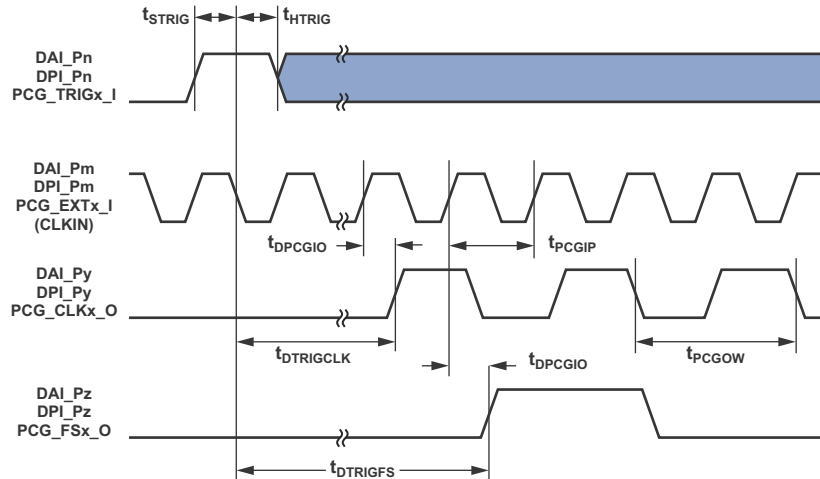 tSTRIG
tHTRIG
DAI_Pn
DPI_Pn
PCG_TRIGx_I
DAI_Pm
DPI_Pm
PCG_EXTx_I
(CLKIN)
tDPCGIO
tPCGIP
DAI_Py
DPI_Py
PCG_CLKx_O
tDTRIGCLK
tDPCGIO
tPCGOW
DAI_Pz
DPI_Pz
PCG_FSx_O
tDTRIGFS